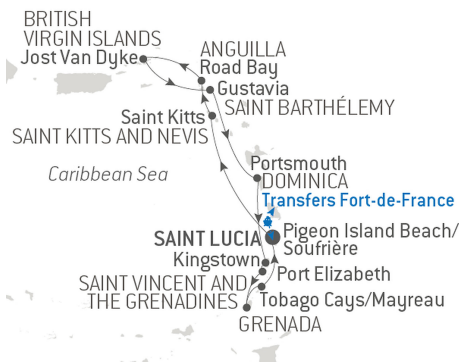 BRITISH
VIRGIN ISLANDS
Jost Van Dyke
ANGUILLA
Road Bay
Gustavia
SAINT BARTHÉLEMY
Saint Kitts
SAINT KITTS AND NEVIS
Caribbean Sea
Portsmouth
DOMINICA
Transfers Fort-de-France
Pigeon Island Beach/
Soufrière
SAINT LUCIA
Kingstown
Port Elizabeth
SAINT VINCENT AND
THE GRENADINES
Tobago Cays/Mayreau
GRENADA